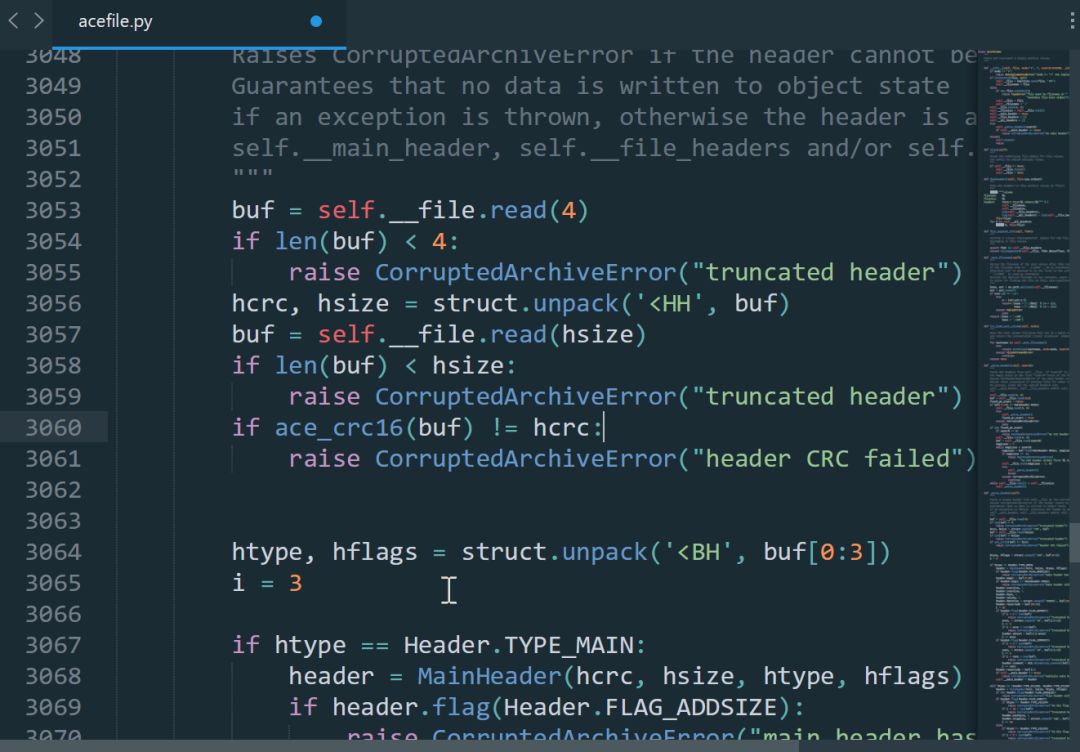 acefile.py
3048 Raises CorruptedArchiveError if the header cannot be
3049 Guarantees that no data is written to object state
3050 if an exception is thrown, otherwise the header is a
3051 self.__main_header, self.__file_headers and/or self.
3052 """
3053 buf = self.__file.read(4)
3054 if len(buf) < 4:
3055 raise CorruptedArchiveError("truncated header")
3056 hcrc, hsize = struct.unpack('<HH', buf)
3057 buf = self.__file.read(hsize)
3058 if len(buf) < hsize:
3059 raise CorruptedArchiveError("truncated header")
3060 if ace_crc16(buf) != hcrc:
3061 raise CorruptedArchiveError("header CRC failed")
3062
3063
3064 htype, hflags = struct.unpack('<BH', buf[0:3])
3065 i = 3
3066
3067 if htype == Header.TYPE_MAIN:
3068 header = MainHeader(hcrc, hsize, htype, hflags)
3069 if header.flag(Header.FLAG_ADDSIZE):
3070 raise CorruptedArchiveError("main header has